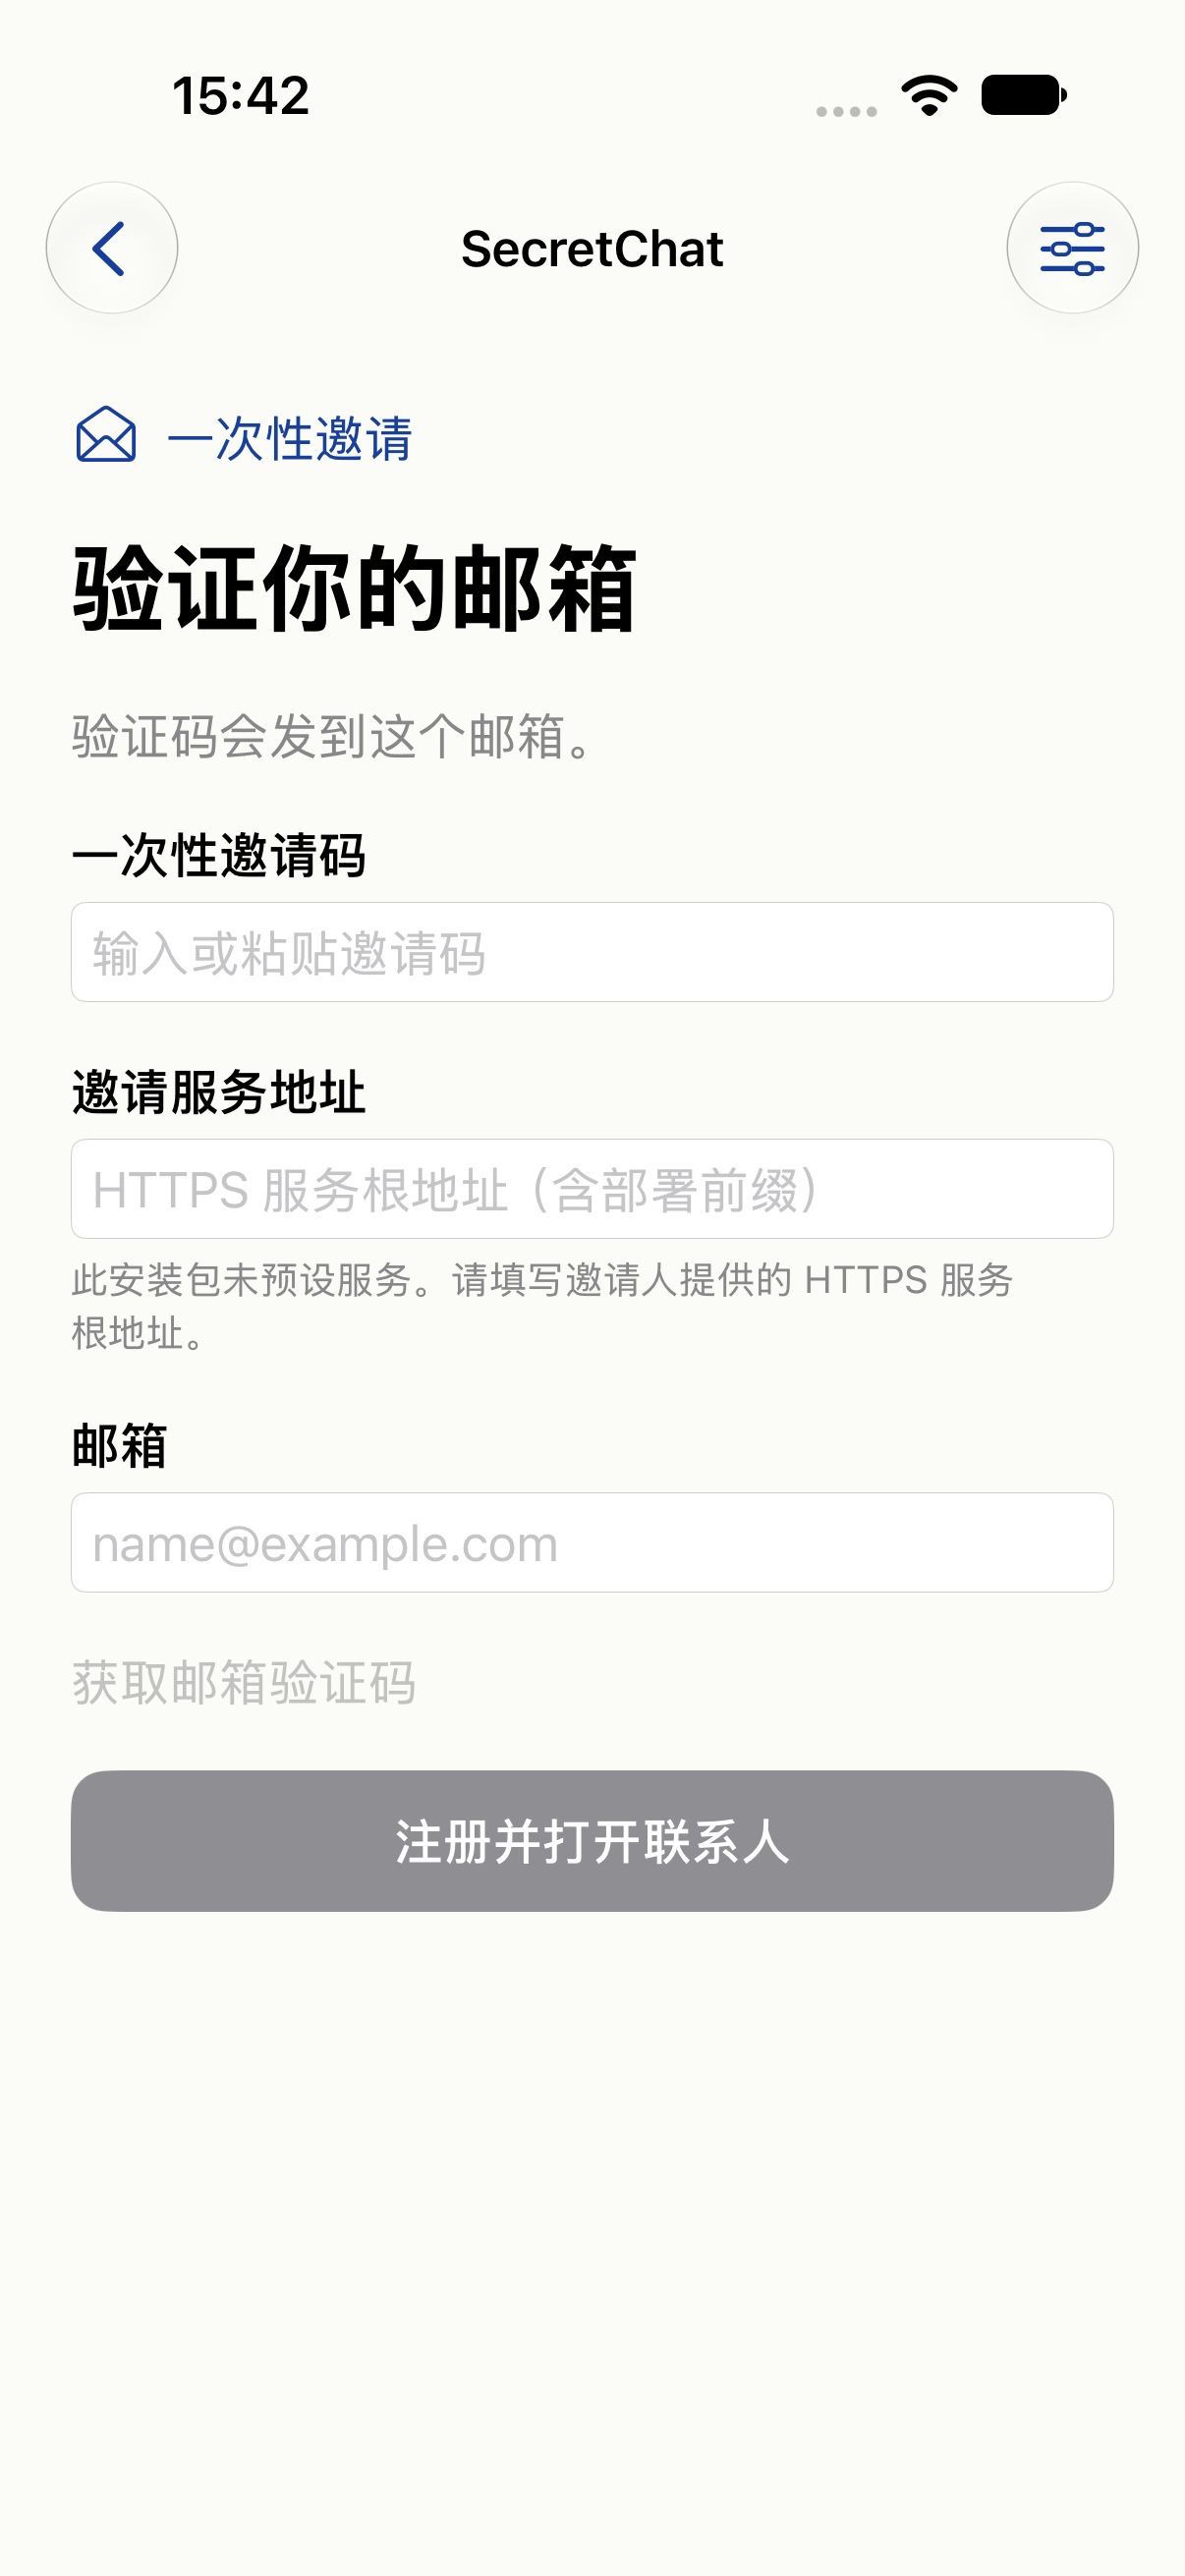 15:42
SecretChat
一次性邀请
验证你的邮箱
验证码会发到这个邮箱。
一次性邀请码
输入或粘贴邀请码
邀请服务地址
HTTPS 服务根地址（含部署前缀）
此安装包未预设服务。请填写邀请人提供的 HTTPS 服务
根地址。
邮箱
name@example.com
获取邮箱验证码
注册并打开联系人